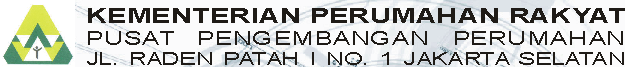 KEMENTERIAN PERUMAHAN RAKYAT
PUSAT PENGEMBANGAN PERUMAHAN
JL. RADEN PATAH I NO. 1 JAKARTA SELATAN